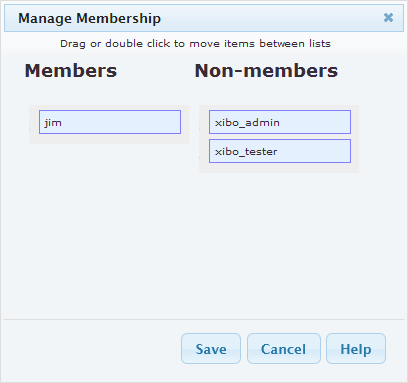 Manage Membership
Drag or double click to move items between lists
Members
Non-members
jim
xibo_admin
xibo_tester
Save
Cancel
Help